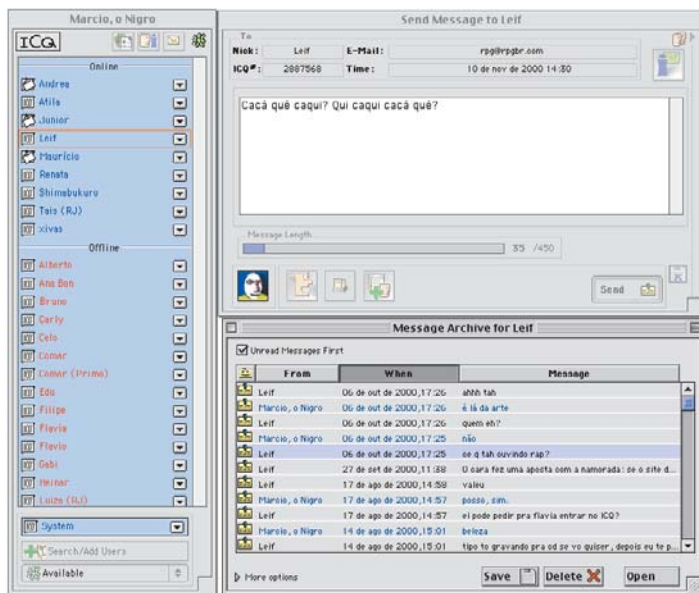 Marcio, o Nigro
ICQ
Online
Andrea
Atila
Junior
Leif
Maurício
Renata
Shimabukuro
Tais (RJ)
xivas
Offline
Alberto
Ana Ban
Bruno
Carly
Celo
Comar
Comar (Primo)
Edu
Filipe
Flavia
Flavio
Gabi
Heinar
Luiza (RJ)
System
Search/Add Users
Available
Send Message to Leif
To
Nick: Leif E-Mail: rpg@rpgbr.com
ICQ#: 2887568 Time: 10 de nov de 2000 14:30
Cacá quê caqui? Qui caqui cacá quê?
Message Length
35 /450
Send
Message Archive for Leif
Unread Messages First
From When Message
Leif 06 de out de 2000,17:26 ahhh tah
Marcio, o Nigro 06 de out de 2000,17:26 é lá da arte
Leif 06 de out de 2000,17:26 quem eh?
Marcio, o Nigro 06 de out de 2000,17:25 não
Leif 06 de out de 2000,17:25 ce q tah ouvindo rap?
Leif 27 de set de 2000,11:38 O cara fez uma aposta com a namorada: se o site d...
Leif 17 de ago de 2000,14:58 valeu
Marcio, o Nigro 17 de ago de 2000,14:57 posso, sim.
Leif 17 de ago de 2000,14:57 ei pode pedir pra flavia entrar no ICQ?
Marcio, o Nigro 14 de ago de 2000,15:01 beleza
Leif 14 de ago de 2000,15:01 tipo to gravando pra cd se vo quiser, depois eu te p...
More options
Save Delete Open